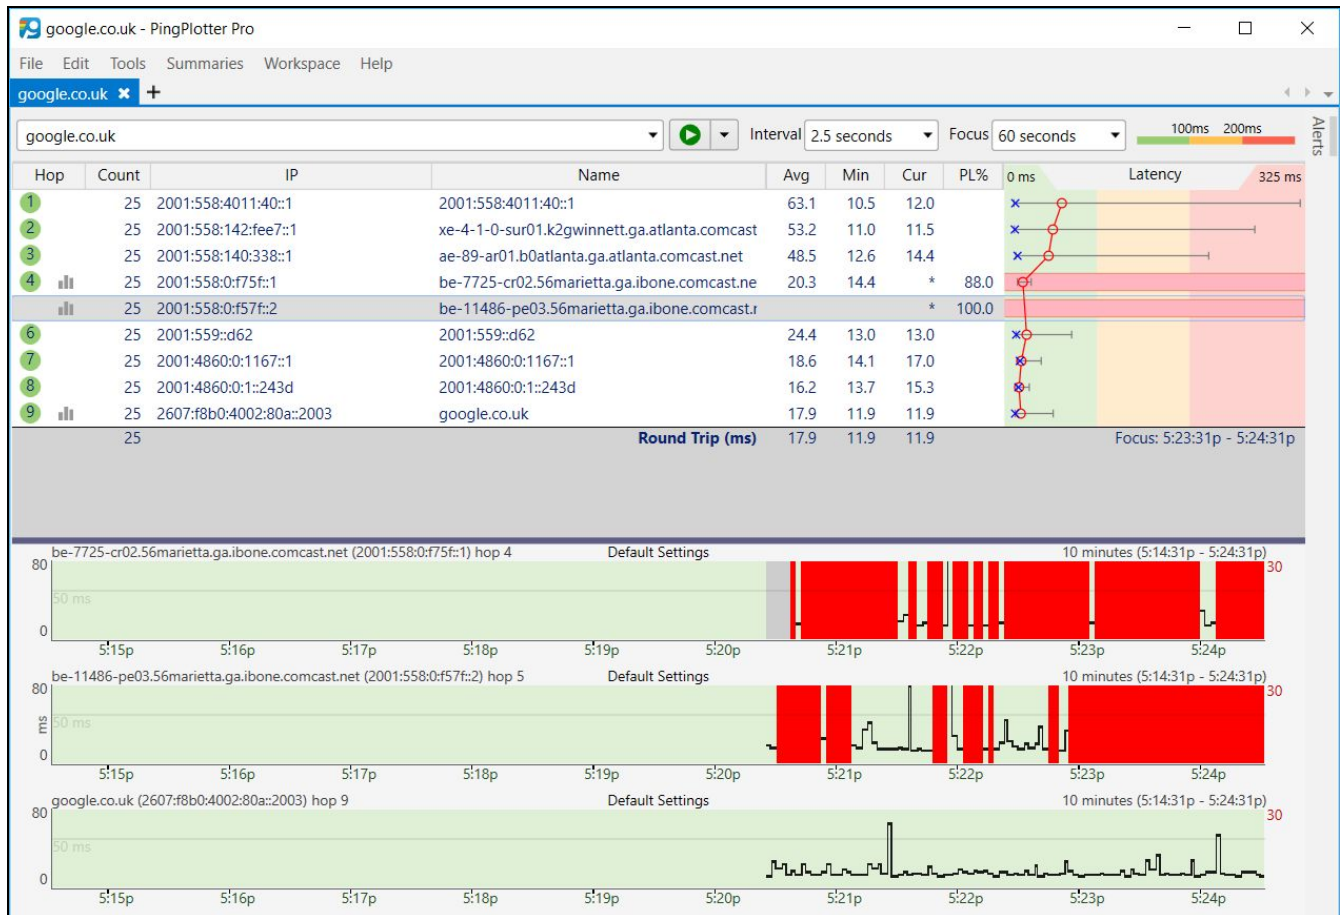 google.co.uk - PingPlotter Pro
File Edit Tools Summaries Workspace Help
google.co.uk
google.co.uk Interval 2.5 seconds Focus 60 seconds 100ms 200ms
Alerts
Hop Count IP Name Avg Min Cur PL% 0 ms Latency 325 ms
1 25 2001:558:4011:40::1 2001:558:4011:40::1 63.1 10.5 12.0
2 25 2001:558:142:fee7::1 xe-4-1-0-sur01.k2gwinnett.ga.atlanta.comcast 53.2 11.0 11.5
3 25 2001:558:140:338::1 ae-89-ar01.b0atlanta.ga.atlanta.comcast.net 48.5 12.6 14.4
4 25 2001:558:0:f75f::1 be-7725-cr02.56marietta.ga.ibone.comcast.ne 20.3 14.4 * 88.0
25 2001:558:0:f57f::2 be-11486-pe03.56marietta.ga.ibone.comcast.r * 100.0
6 25 2001:559::d62 2001:559::d62 24.4 13.0 13.0
7 25 2001:4860:0:1167::1 2001:4860:0:1167::1 18.6 14.1 17.0
8 25 2001:4860:0:1::243d 2001:4860:0:1::243d 16.2 13.7 15.3
9 25 2607:f8b0:4002:80a::2003 google.co.uk 17.9 11.9 11.9
25 Round Trip (ms) 17.9 11.9 11.9 Focus: 5:23:31p - 5:24:31p
be-7725-cr02.56marietta.ga.ibone.comcast.net (2001:558:0:f75f::1) hop 4 Default Settings 10 minutes (5:14:31p - 5:24:31p)
80 30
50 ms
0
5:15p 5:16p 5:17p 5:18p 5:19p 5:20p 5:21p 5:22p 5:23p 5:24p
be-11486-pe03.56marietta.ga.ibone.comcast.net (2001:558:0:f57f::2) hop 5 Default Settings 10 minutes (5:14:31p - 5:24:31p)
80 30
ms
50 ms
0
5:15p 5:16p 5:17p 5:18p 5:19p 5:20p 5:21p 5:22p 5:23p 5:24p
google.co.uk (2607:f8b0:4002:80a::2003) hop 9 Default Settings 10 minutes (5:14:31p - 5:24:31p)
80 30
50 ms
0
5:15p 5:16p 5:17p 5:18p 5:19p 5:20p 5:21p 5:22p 5:23p 5:24p